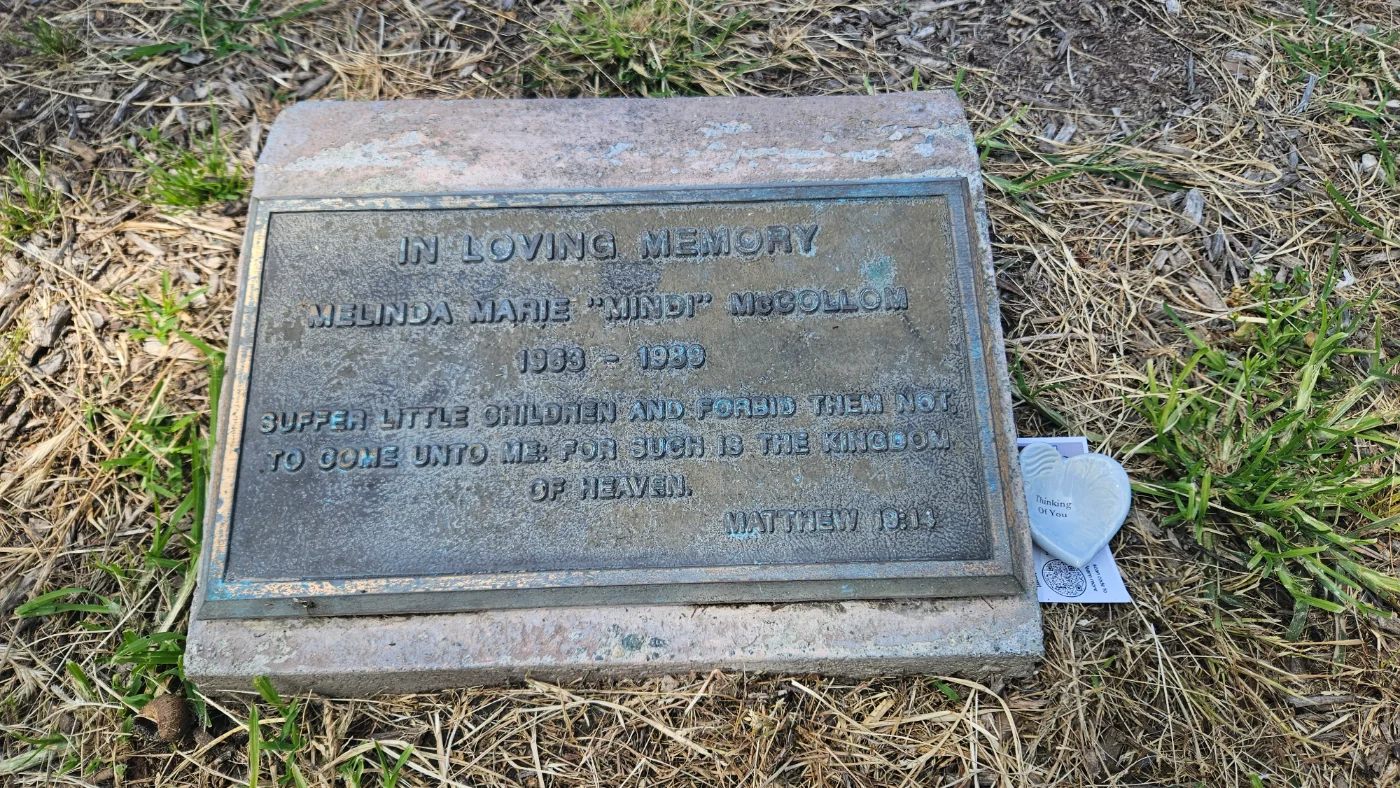 IN LOVING MEMORY
MELINDA MARIE "MINDI" McCOLLOM
1963 - 1989
SUFFER LITTLE CHILDREN AND FORBID THEM NOT,
TO COME UNTO ME: FOR SUCH IS THE KINGDOM
OF HEAVEN.
MATTHEW 19:14
Thinking
Of You